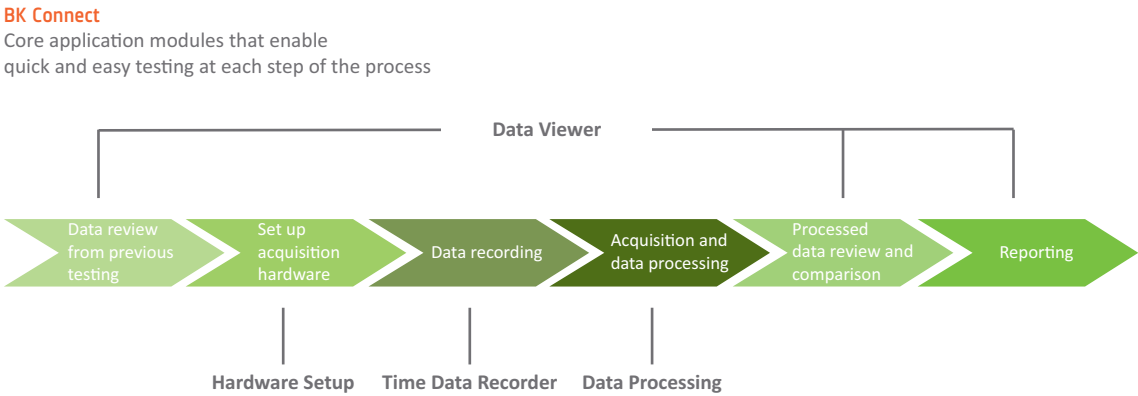 BK Connect
Core application modules that enable
quick and easy testing at each step of the process
Data Viewer
Data review
from previous
testing
Set up
acquisition
hardware
Data recording
Acquisition and
data processing
Processed
data review and
comparison
Reporting
Hardware Setup
Time Data Recorder
Data Processing